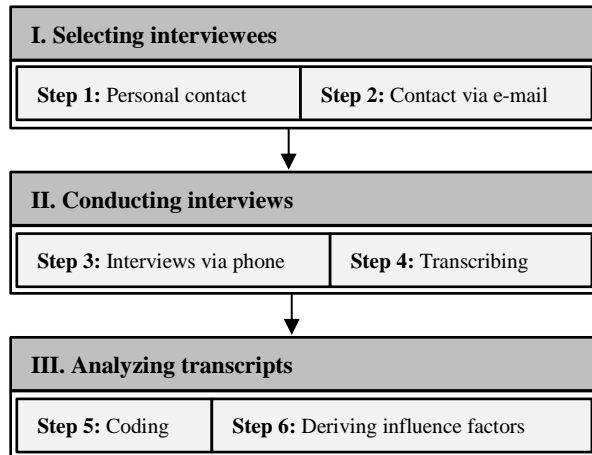 I. Selecting interviewees
Step 1: Personal contact
Step 2: Contact via e-mail
II. Conducting interviews
Step 3: Interviews via phone
Step 4: Transcribing
III. Analyzing transcripts
Step 5: Coding
Step 6: Deriving influence factors